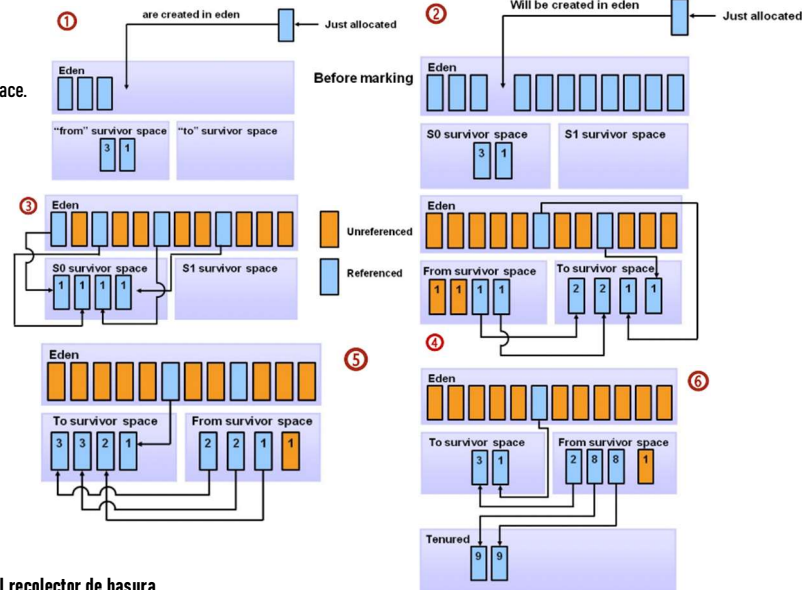 ①
are created in eden
Just allocated
Eden
"from" survivor space
"to" survivor space
3 1
ace.
Before marking
②
Will be created in eden
Just allocated
Eden
S0 survivor space
S1 survivor space
3 1
③
Eden
S0 survivor space
S1 survivor space
1 1 1 1
Unreferenced
Referenced
Eden
From survivor space
To survivor space
1 1 1 1
2 2 1 1
④
⑤
Eden
To survivor space
From survivor space
3 3 2 1
2 2 1 1
⑥
Eden
To survivor space
From survivor space
3 1
2 8 8 1
Tenured
9 9
l recolector de basura